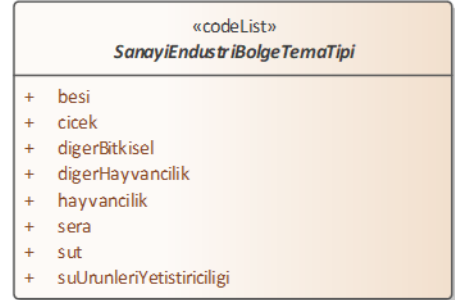 «codeList»
SanayiEndustriBolgeTemaTipi
+ besi
+ cicek
+ digerBitkisel
+ digerHayvancilik
+ hayvancilik
+ sera
+ sut
+ suUrunleriYetistiriciligi